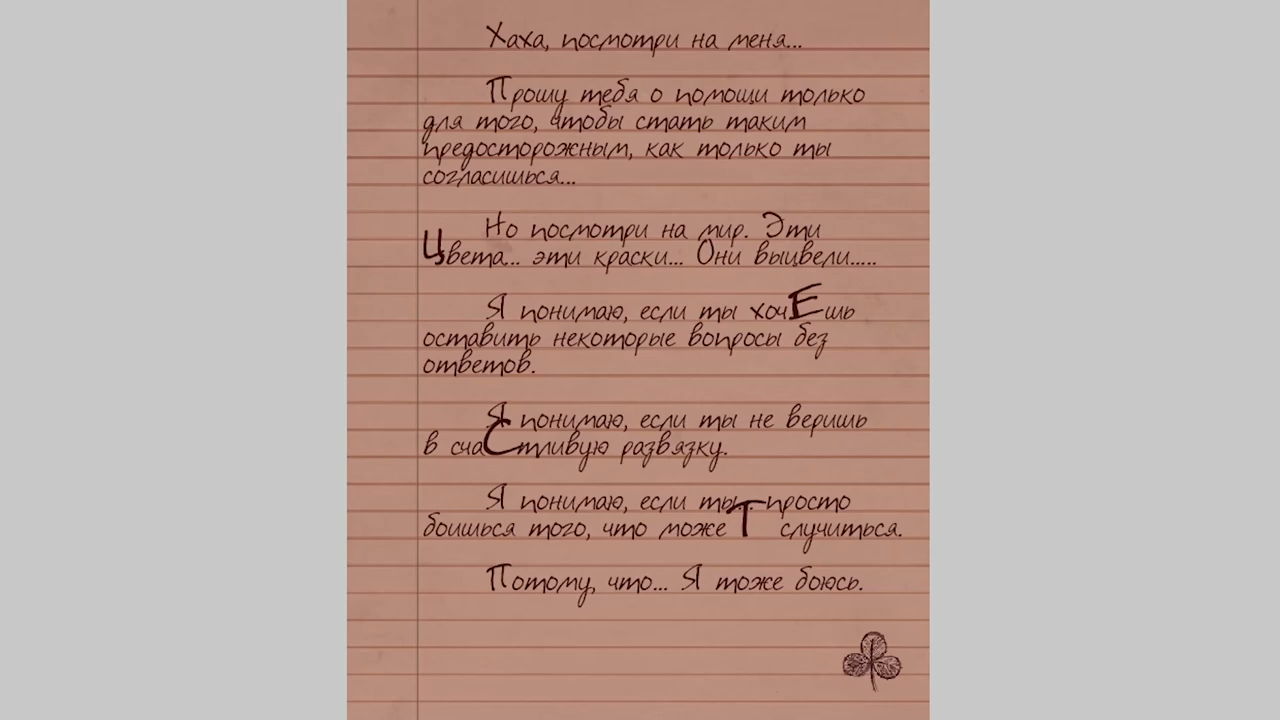 Хаха, посмотри на меня...
Прошу тебя о помощи только
для того, чтобы стать таким
предосторожным, как только ты
согласишься...
Но посмотри на мир. Эти
Цвета... эти краски... Они выцвели.....
Я понимаю, если ты хочЕшь
оставить некоторые вопросы без
ответов.
Я понимаю, если ты не веришь
в счаСтливую развязку.
Я понимаю, если ты... просто
боишься того, что можеТ случиться.
Потому, что... Я тоже боюсь.